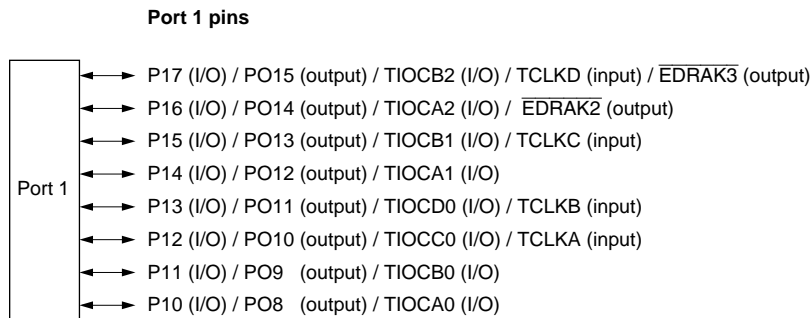 Port 1 pins
P17 (I/O) / PO15 (output) / TIOCB2 (I/O) / TCLKD (input) / EDRAK3 (output)
P16 (I/O) / PO14 (output) / TIOCA2 (I/O) / EDRAK2 (output)
P15 (I/O) / PO13 (output) / TIOCB1 (I/O) / TCLKC (input)
P14 (I/O) / PO12 (output) / TIOCA1 (I/O)
Port 1
P13 (I/O) / PO11 (output) / TIOCD0 (I/O) / TCLKB (input)
P12 (I/O) / PO10 (output) / TIOCC0 (I/O) / TCLKA (input)
P11 (I/O) / PO9 (output) / TIOCB0 (I/O)
P10 (I/O) / PO8 (output) / TIOCA0 (I/O)